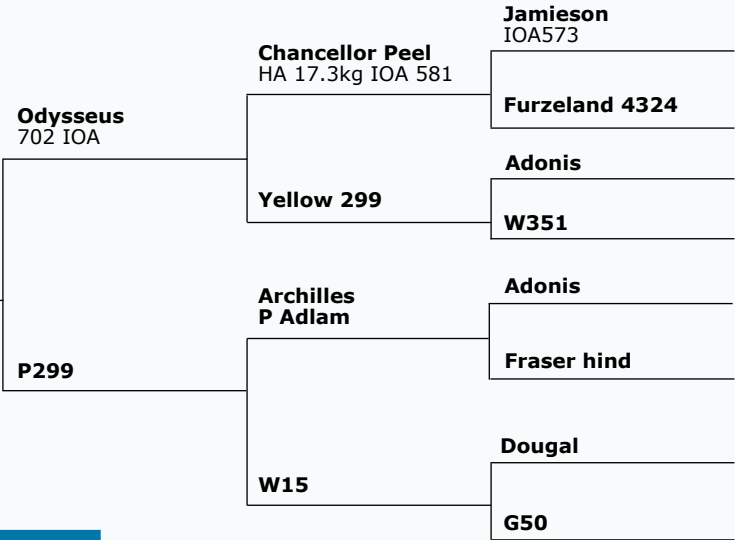 Jamieson
IOA573
Chancellor Peel
HA 17.3kg IOA 581
Furzeland 4324
Odysseus
702 IOA
Adonis
Yellow 299
W351
Adonis
Archilles
P Adlam
Fraser hind
P299
Dougal
W15
G50